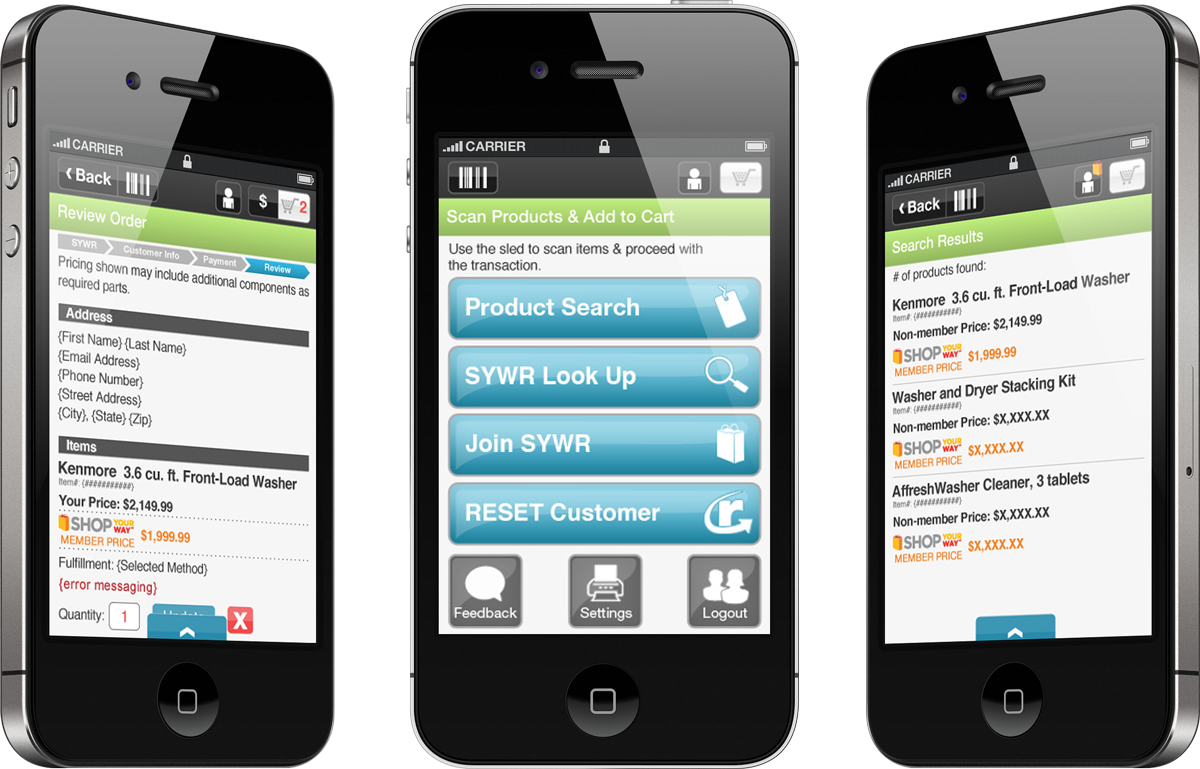 CARRIER
‹ Back
$
2
Review Order
SYWR
Customer Info
Payment
Review
Pricing shown may include additional components as
required parts.
Address
{First Name} {Last Name}
{Email Address}
{Phone Number}
{Street Address}
{City}, {State} {Zip}
Items
Kenmore 3.6 cu. ft. Front-Load Washer
Item#: {###########}
Your Price: $2,149.99
SHOP YOUR WAY
MEMBER PRICE $1,999.99
Fulfillment: {Selected Method}
{error messaging}
Quantity: 1 Update X
CARRIER
Scan Products & Add to Cart
Use the sled to scan items & proceed with
the transaction.
Product Search
SYWR Look Up
Join SYWR
RESET Customer
Feedback
Settings
Logout
CARRIER
‹ Back
Search Results
# of products found:
Kenmore 3.6 cu. ft. Front-Load Washer
Item#: {###########}
Non-member Price: $2,149.99
SHOP YOUR WAY
MEMBER PRICE $1,999.99
Washer and Dryer Stacking Kit
Item#: {###########}
Non-member Price: $X,XXX.XX
SHOP YOUR WAY
MEMBER PRICE $X,XXX.XX
AffreshWasher Cleaner, 3 tablets
Item#: {###########}
Non-member Price: $X,XXX.XX
SHOP YOUR WAY
MEMBER PRICE $X,XXX.XX